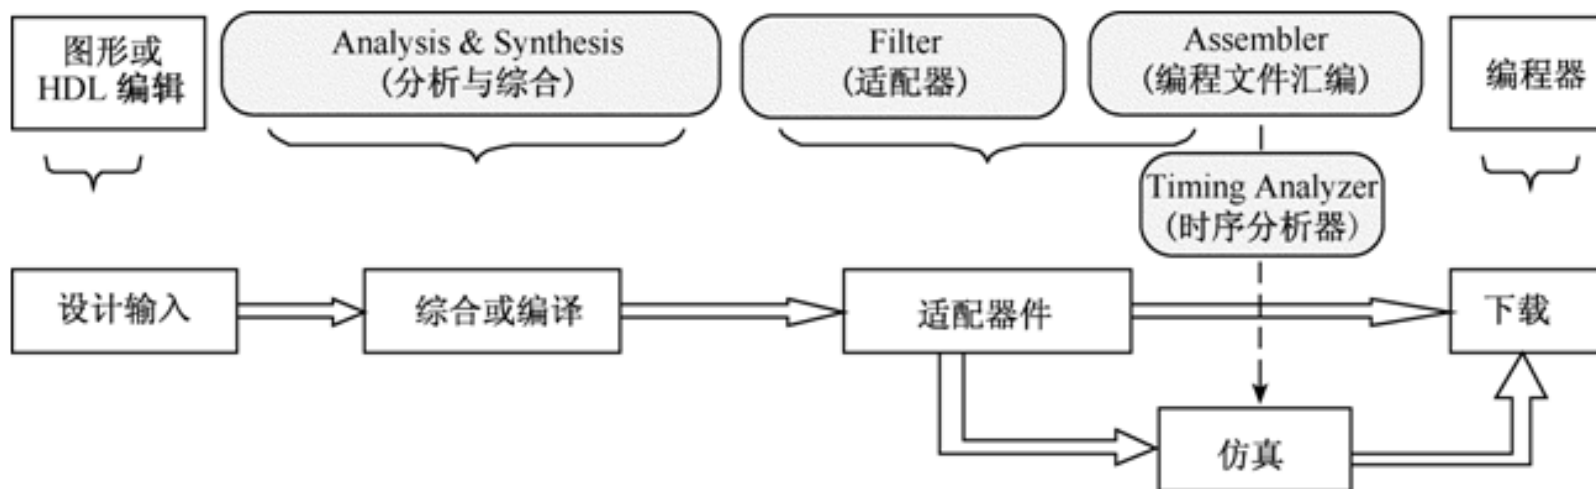 图形或
HDL 编辑
Analysis & Synthesis
(分析与综合)
Filter
(适配器)
Assembler
(编程文件汇编)
编程器
Timing Analyzer
(时序分析器)
设计输入
综合或编译
适配器件
下载
仿真